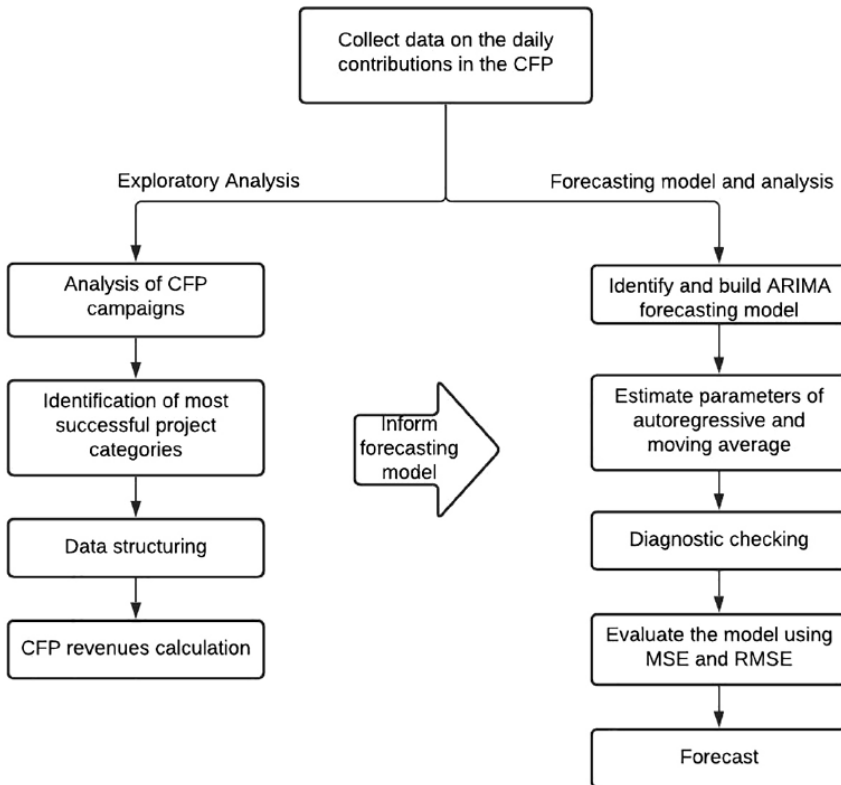 Collect data on the daily
contributions in the CFP
Exploratory Analysis
Forecasting model and analysis
Analysis of CFP
campaigns
Identification of most
successful project
categories
Data structuring
CFP revenues calculation
Inform
forecasting
model
Identify and build ARIMA
forecasting model
Estimate parameters of
autoregressive and
moving average
Diagnostic checking
Evaluate the model using
MSE and RMSE
Forecast